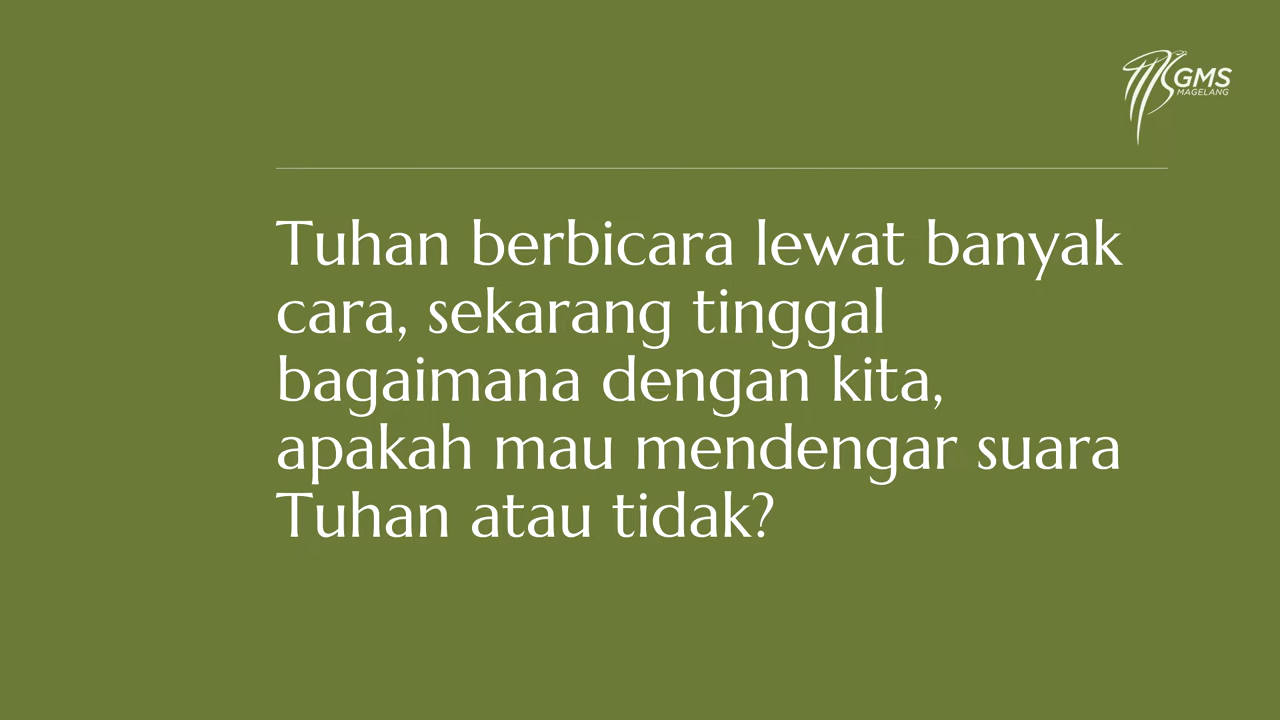 GMS
MAGELANG
Tuhan berbicara lewat banyak
cara, sekarang tinggal
bagaimana dengan kita,
apakah mau mendengar suara
Tuhan atau tidak?